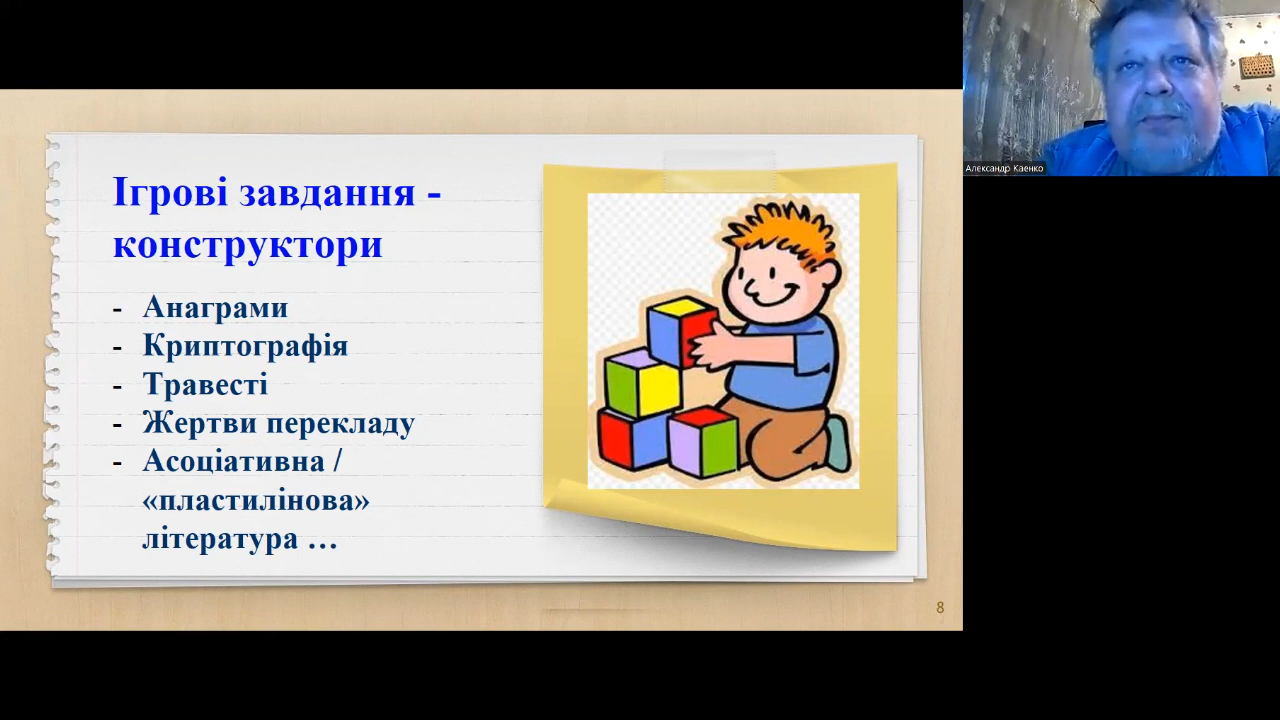 Ігрові завдання -
конструктори
- Анаграми
- Криптографія
- Травесті
- Жертви перекладу
- Асоціативна /
«пластилінова»
література …
8
Александр Каенко